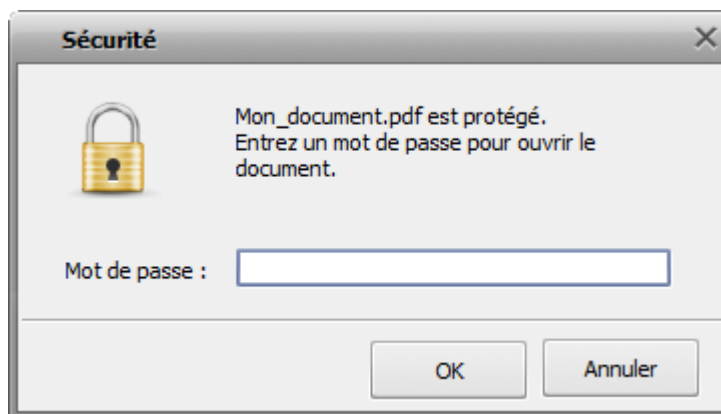 Sécurité
Mon_document.pdf est protégé.
Entrez un mot de passe pour ouvrir le
document.
Mot de passe :
OK
Annuler